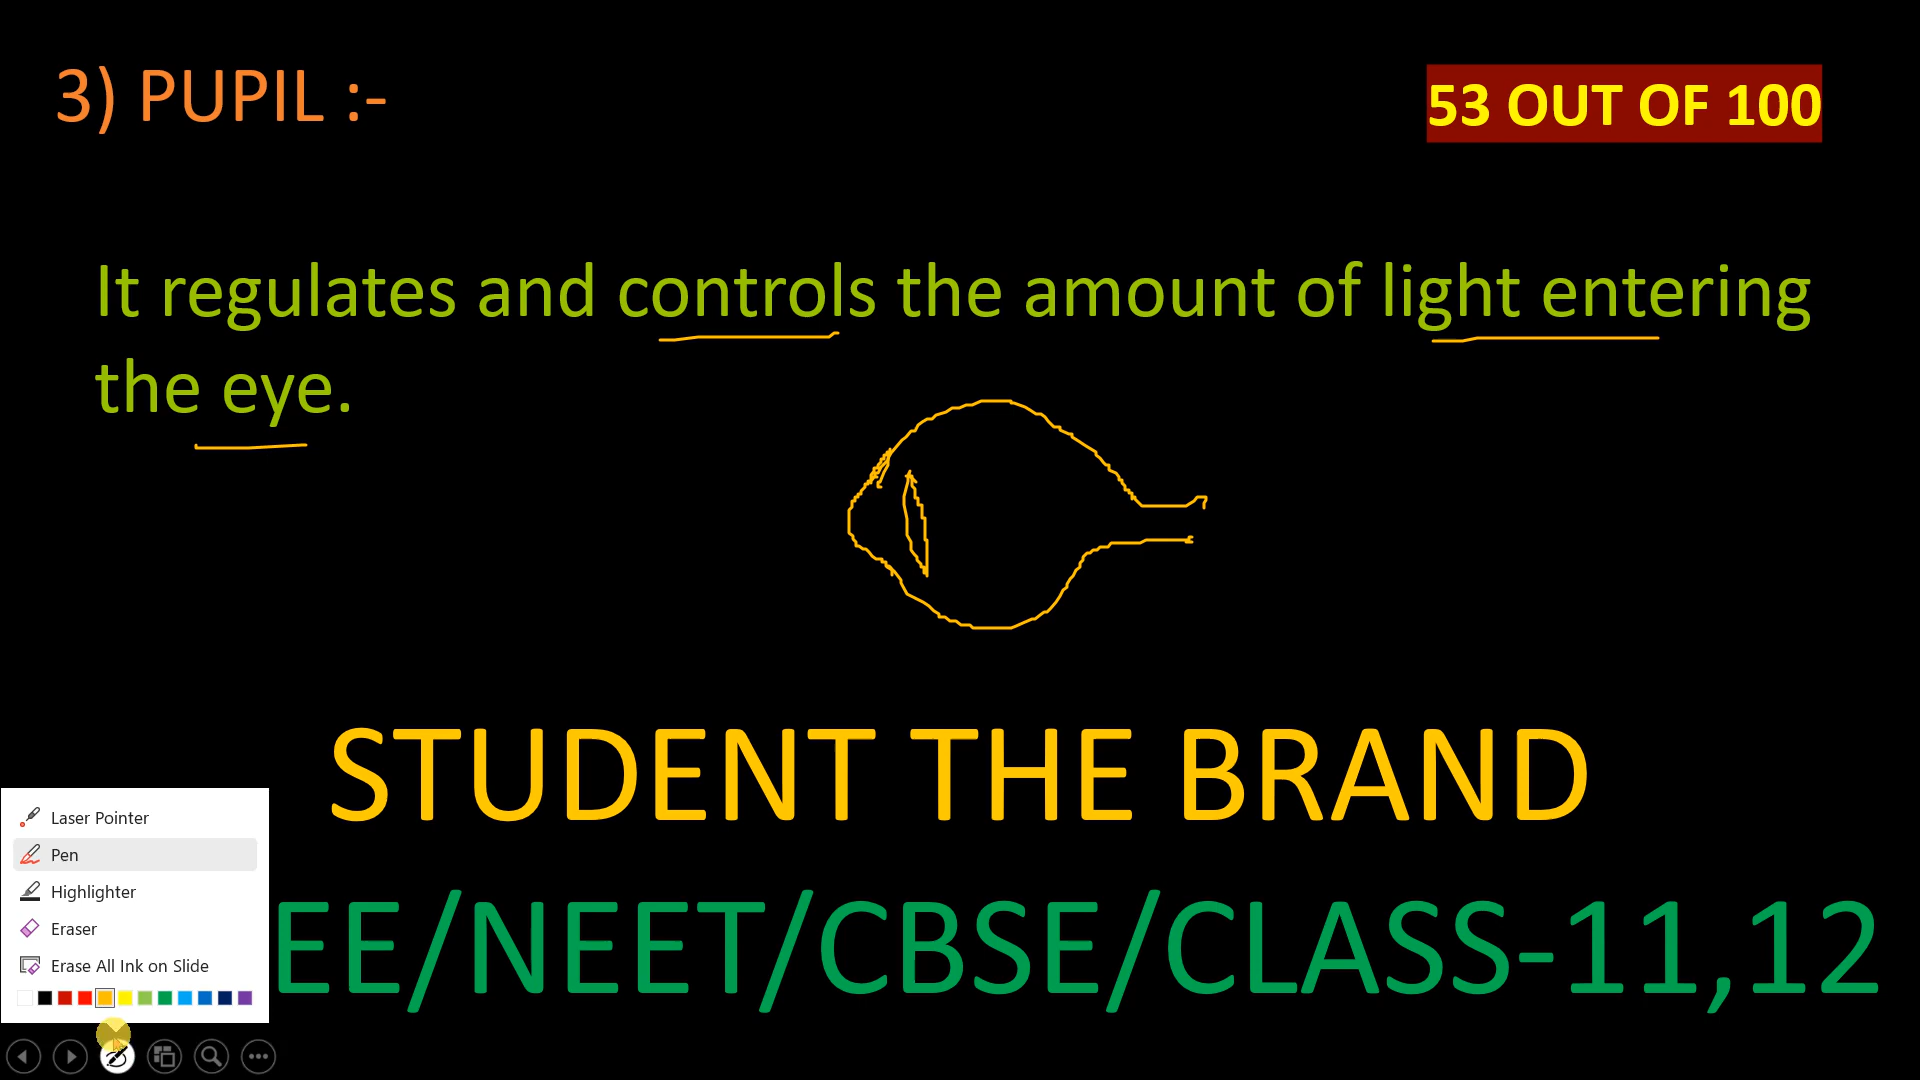 3) PUPIL :-
53 OUT OF 100
It regulates and controls the amount of light entering
the eye.
STUDENT THE BRAND
EE/NEET/CBSE/CLASS-11,12
Laser Pointer
Pen
Highlighter
Eraser
Erase All Ink on Slide